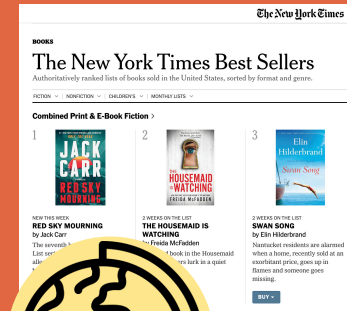 The New York Times
BOOKS
The New York Times Best Sellers
Authoritatively ranked lists of books sold in the United States, sorted by format and genre.
FICTION NONFICTION CHILDREN'S MONTHLY LISTS
Combined Print & E-Book Fiction >
1
JACK
CARR
RED SKY
MOURNING
NEW THIS WEEK
RED SKY MOURNING
by Jack Carr
The seventh
List seri
alle
2
THE
HOUSEMAID
IS
WATCHING
FREIDA McFADDEN
2 WEEKS ON THE LIST
THE HOUSEMAID IS
WATCHING
by Freida McFadden
book in the Housemaid
ers lurk in a quiet
3
Elin
Hilderbrand
Swan Song
2 WEEKS ON THE LIST
SWAN SONG
by Elin Hilderbrand
Nantucket residents are alarmed
when a home, recently sold at an
exorbitant price, goes up in
flames and someone goes
missing.
BUY